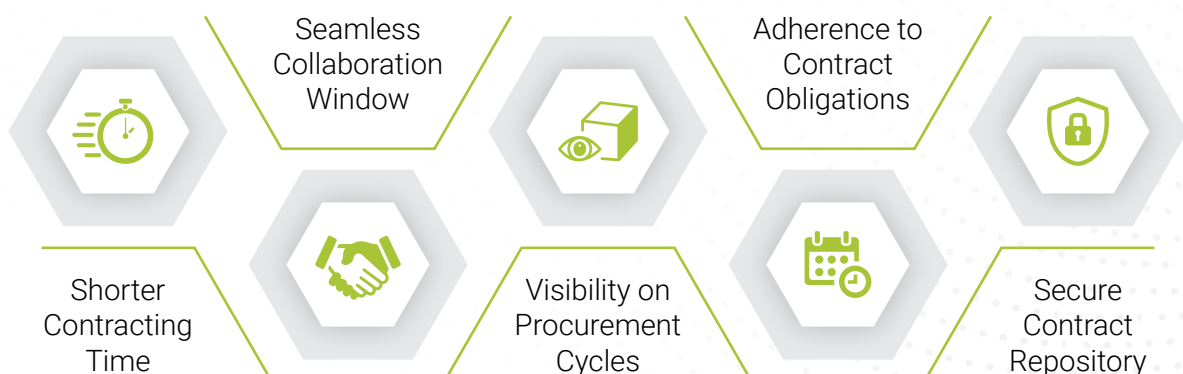 Seamless
Collaboration
Window
Adherence to
Contract
Obligations
Shorter
Contracting
Time
Visibility on
Procurement
Cycles
Secure
Contract
Repository